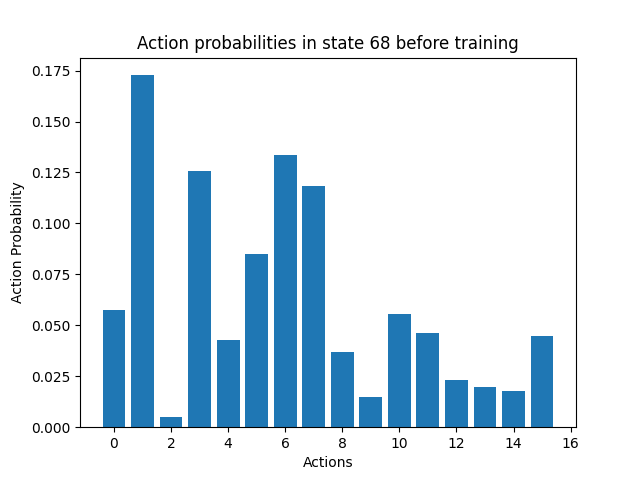 Action probabilities in state 68 before training
0.175
0.150
0.125
0.100
0.075
0.050
0.025
0.000
Action Probability
0 2 4 6 8 10 12 14 16
Actions